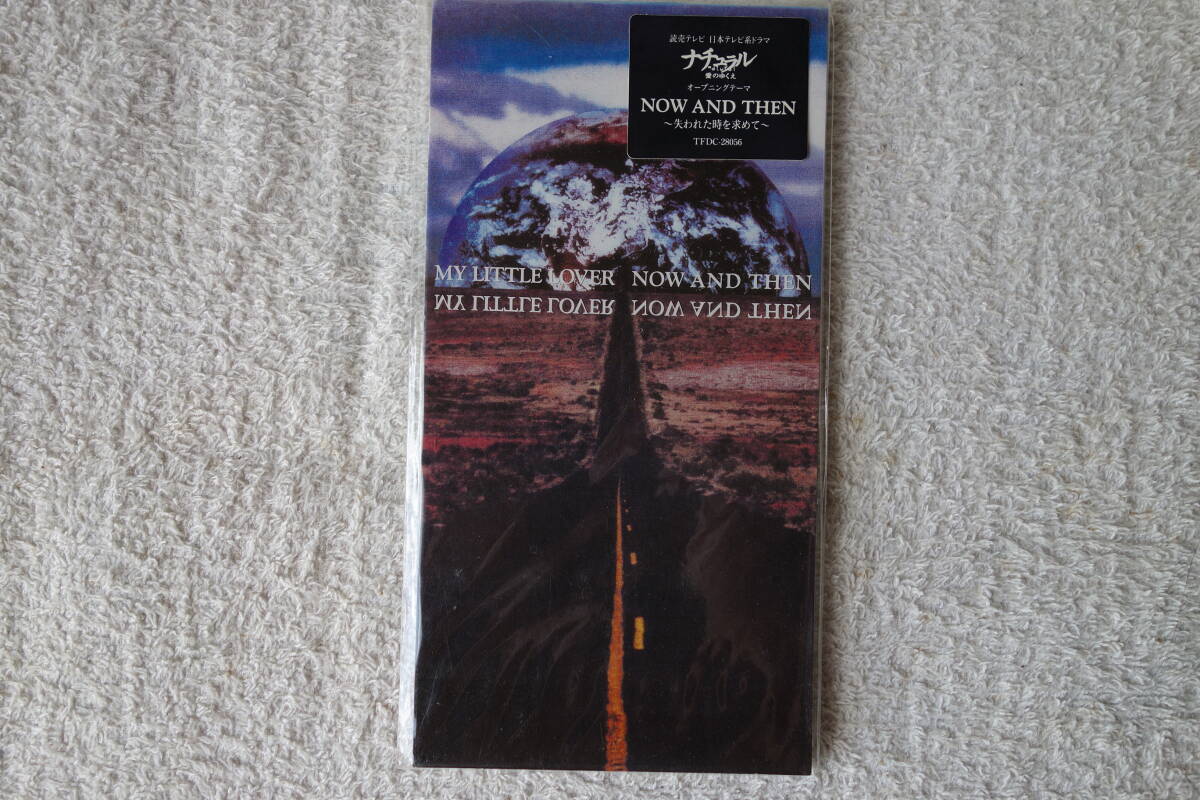 読売テレビ 日本テレビ系ドラマ
ナチュラル
愛のゆくえ
オープニングテーマ
NOW AND THEN
～失われた時を求めて～
TFDC-28056
MY LITTLE LOVER NOW AND THEN
MY LITTLE LOVER NOW AND THEN